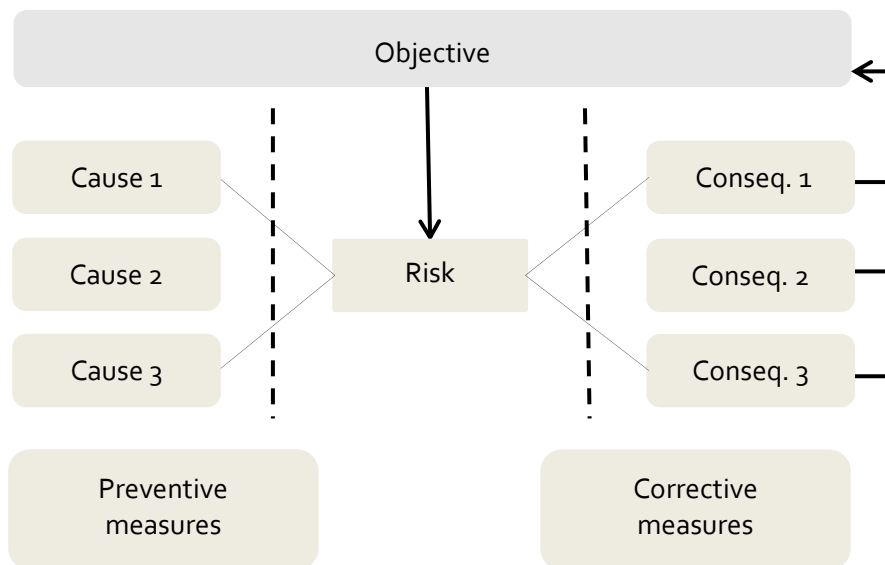 Objective
Cause 1
Conseq. 1
Cause 2
Risk
Conseq. 2
Cause 3
Conseq. 3
Preventive
measures
Corrective
measures